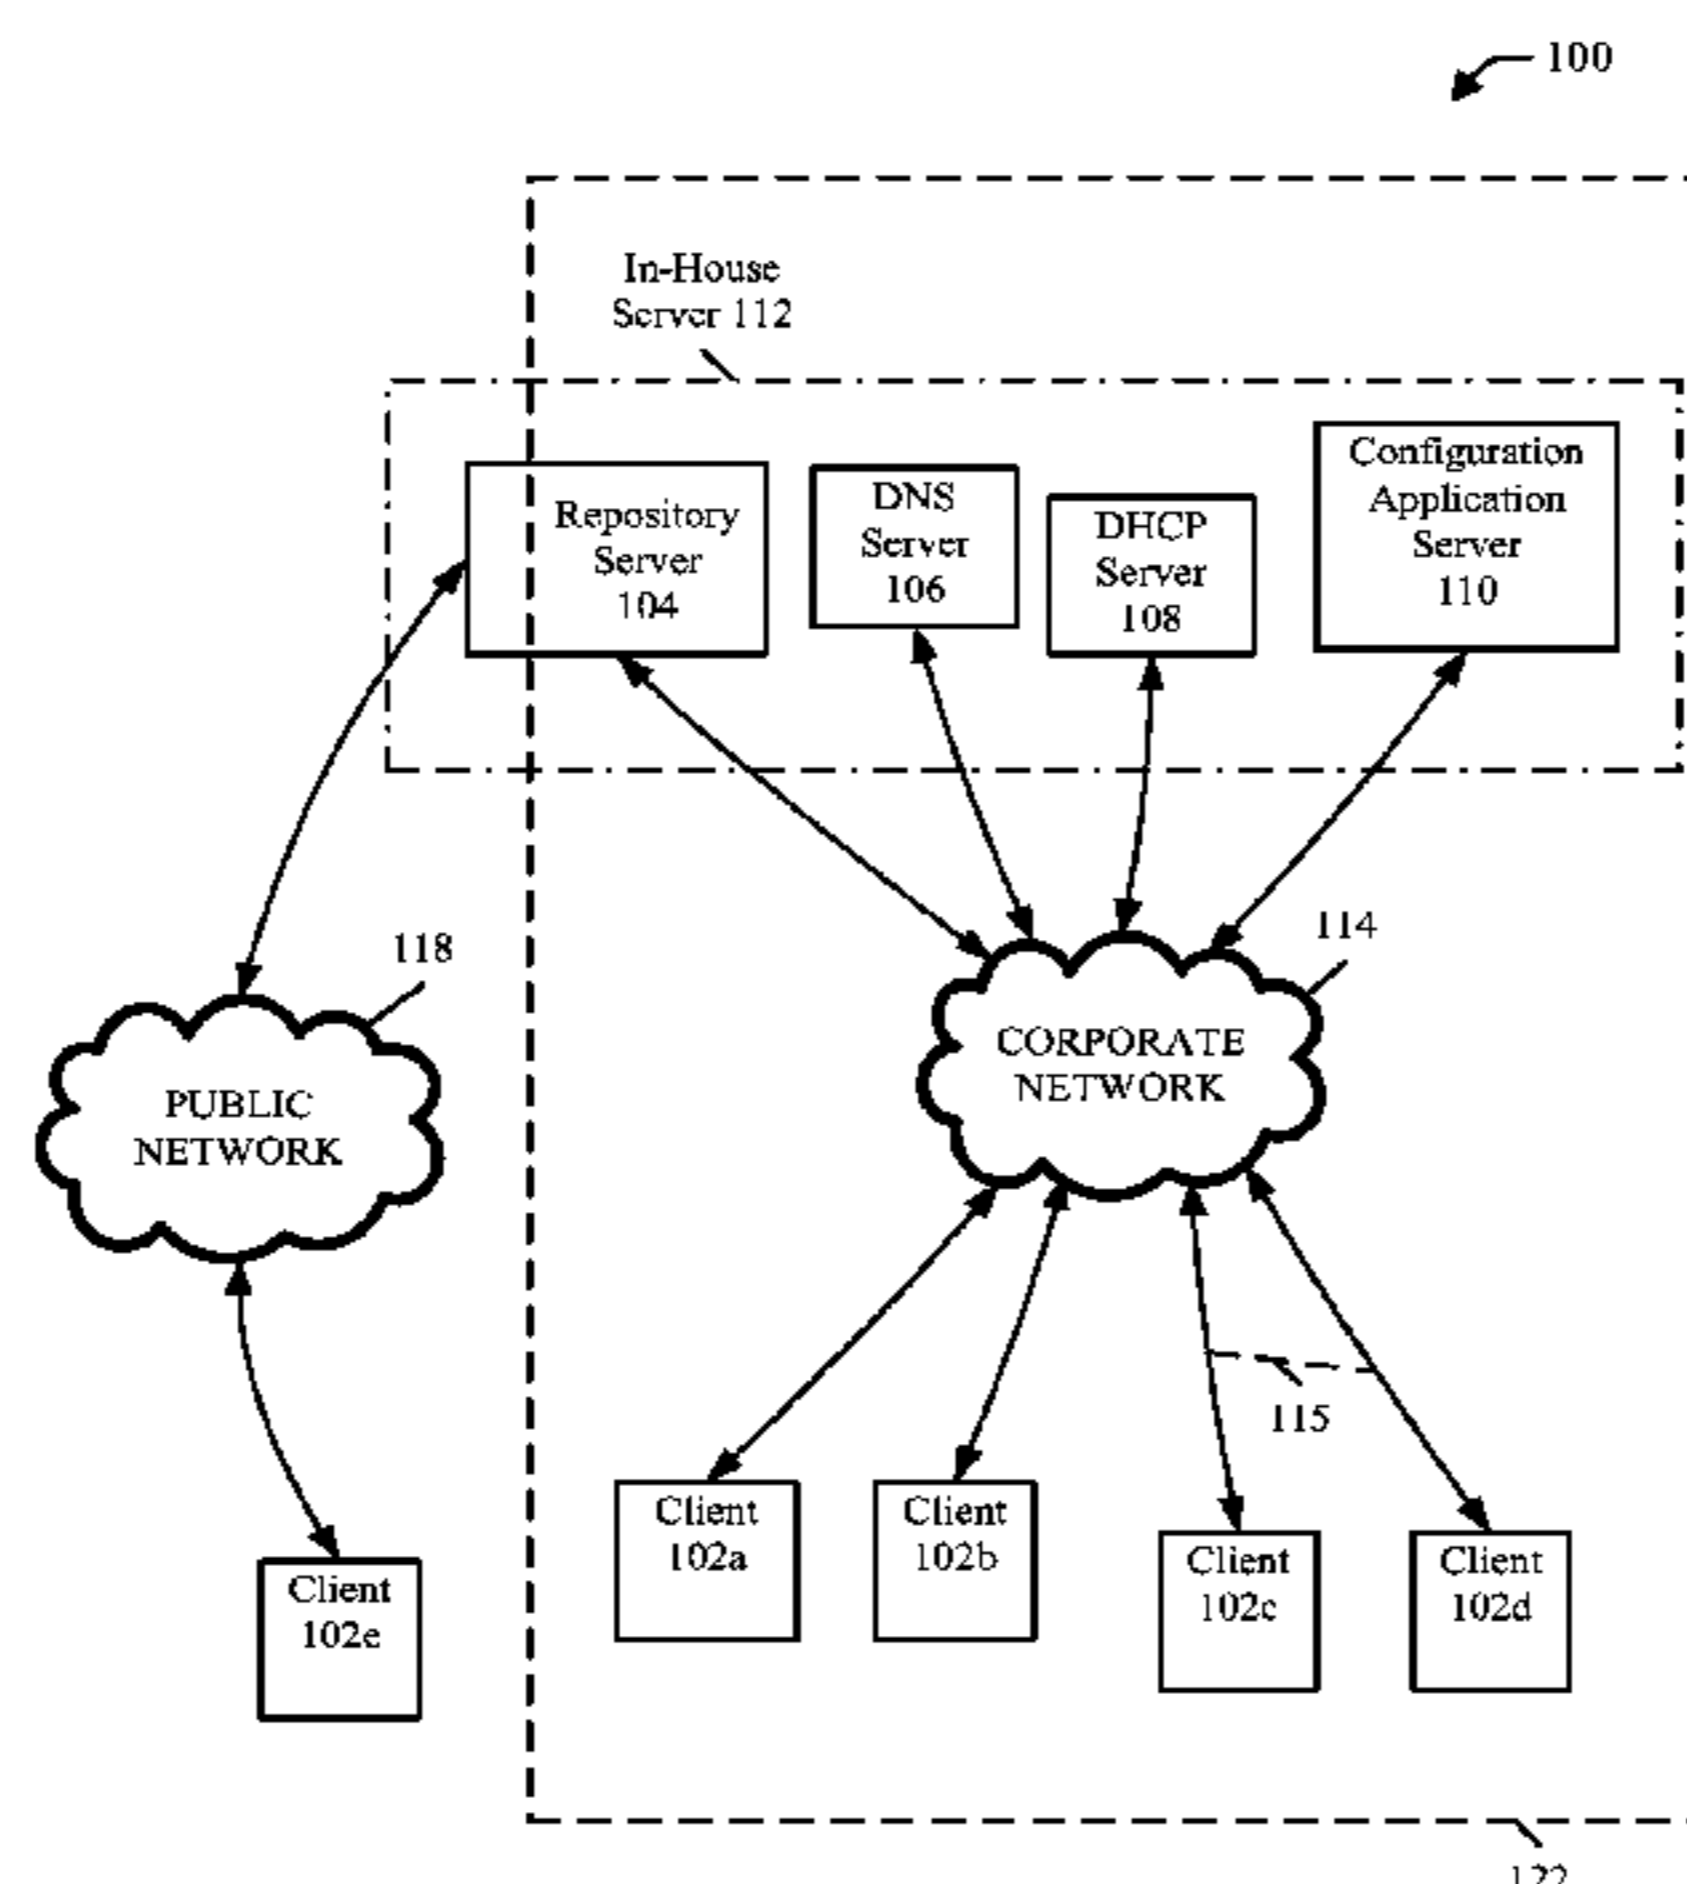 100
In-House
Server 112
Repository
Server
104
DNS
Server
106
DHCP
Server
108
Configuration
Application
Server
110
118
114
PUBLIC
NETWORK
CORPORATE
NETWORK
115
Client
102a
Client
102b
Client
102c
Client
102d
Client
102e
122